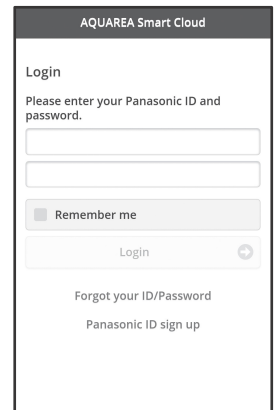 AQUAREA Smart Cloud
Login
Please enter your Panasonic ID and
password.
Remember me
Login
Forgot your ID/Password
Panasonic ID sign up